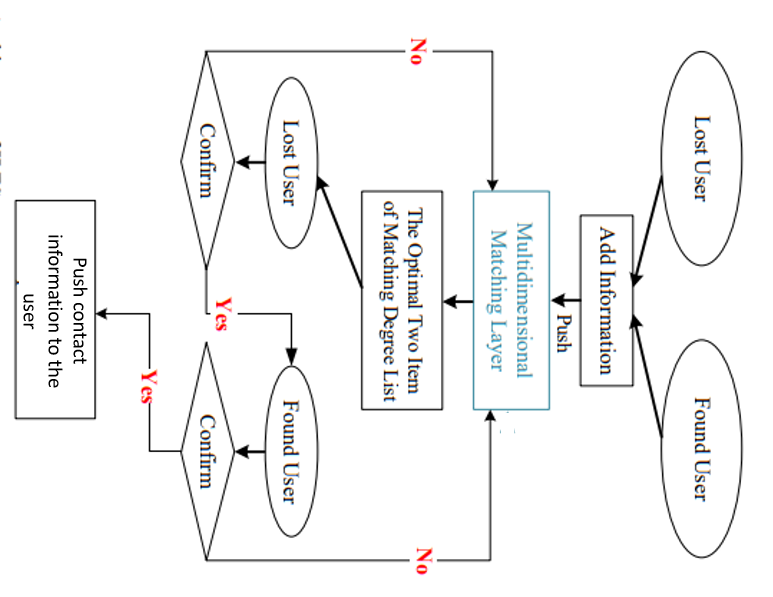 Lost User
Found User
Add Information
Push
Multidimensional
Matching Layer
The Optimal Two Item
of Matching Degree List
No
No
Lost User
Found User
Confirm
Yes
Confirm
Yes
Push contact
information to the
user